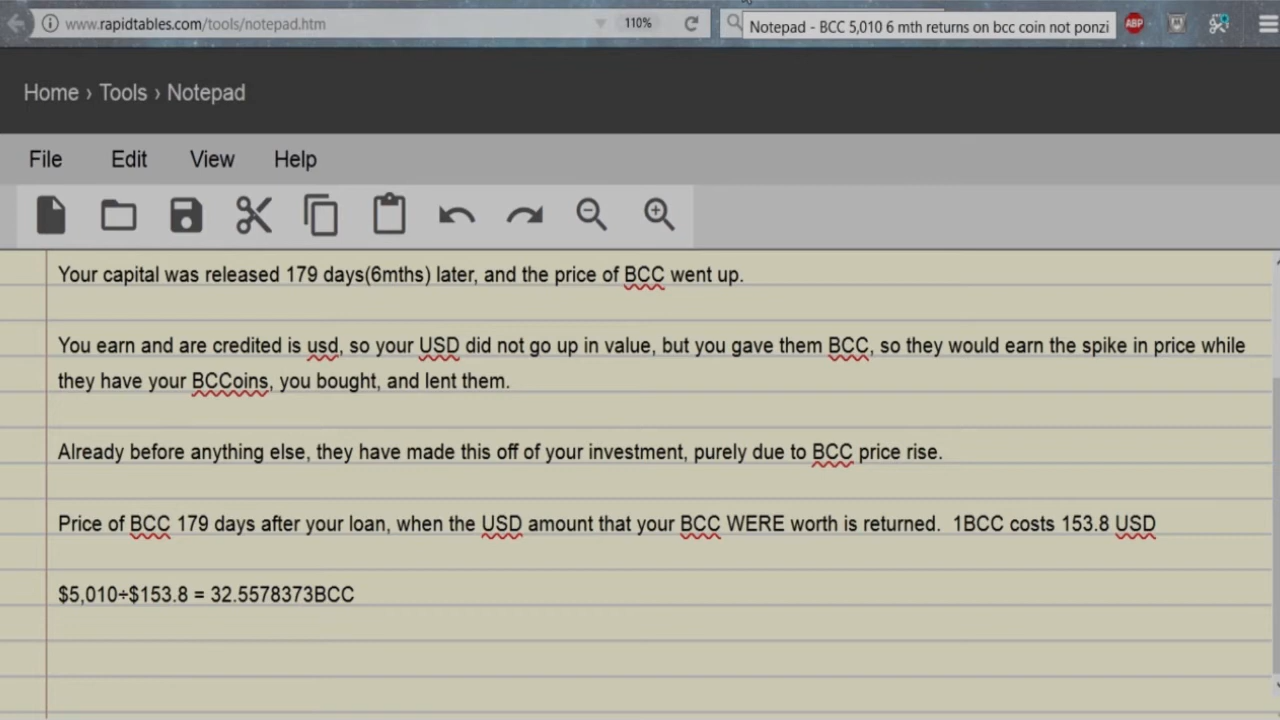 www.rapidtables.com/tools/notepad.htm
110%
Notepad - BCC 5,010 6 mth returns on bcc coin not ponzi
ABP
Home › Tools › Notepad
File Edit View Help
Your capital was released 179 days(6mths) later, and the price of BCC went up.
You earn and are credited is usd, so your USD did not go up in value, but you gave them BCC, so they would earn the spike in price while
they have your BCCoins, you bought, and lent them.
Already before anything else, they have made this off of your investment, purely due to BCC price rise.
Price of BCC 179 days after your loan, when the USD amount that your BCC WERE worth is returned.  1BCC costs 153.8 USD
$5,010÷$153.8 = 32.5578373BCC